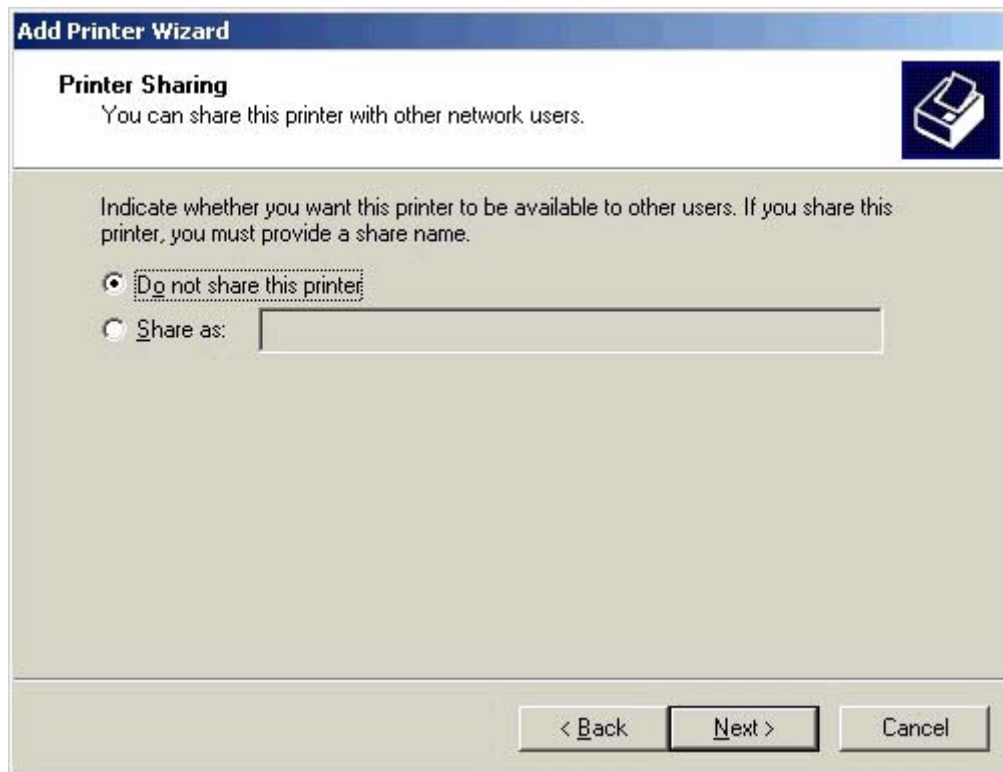 Add Printer Wizard
Printer Sharing
You can share this printer with other network users.
Indicate whether you want this printer to be available to other users. If you share this
printer, you must provide a share name.
Do not share this printer
Share as:
< Back
Next >
Cancel